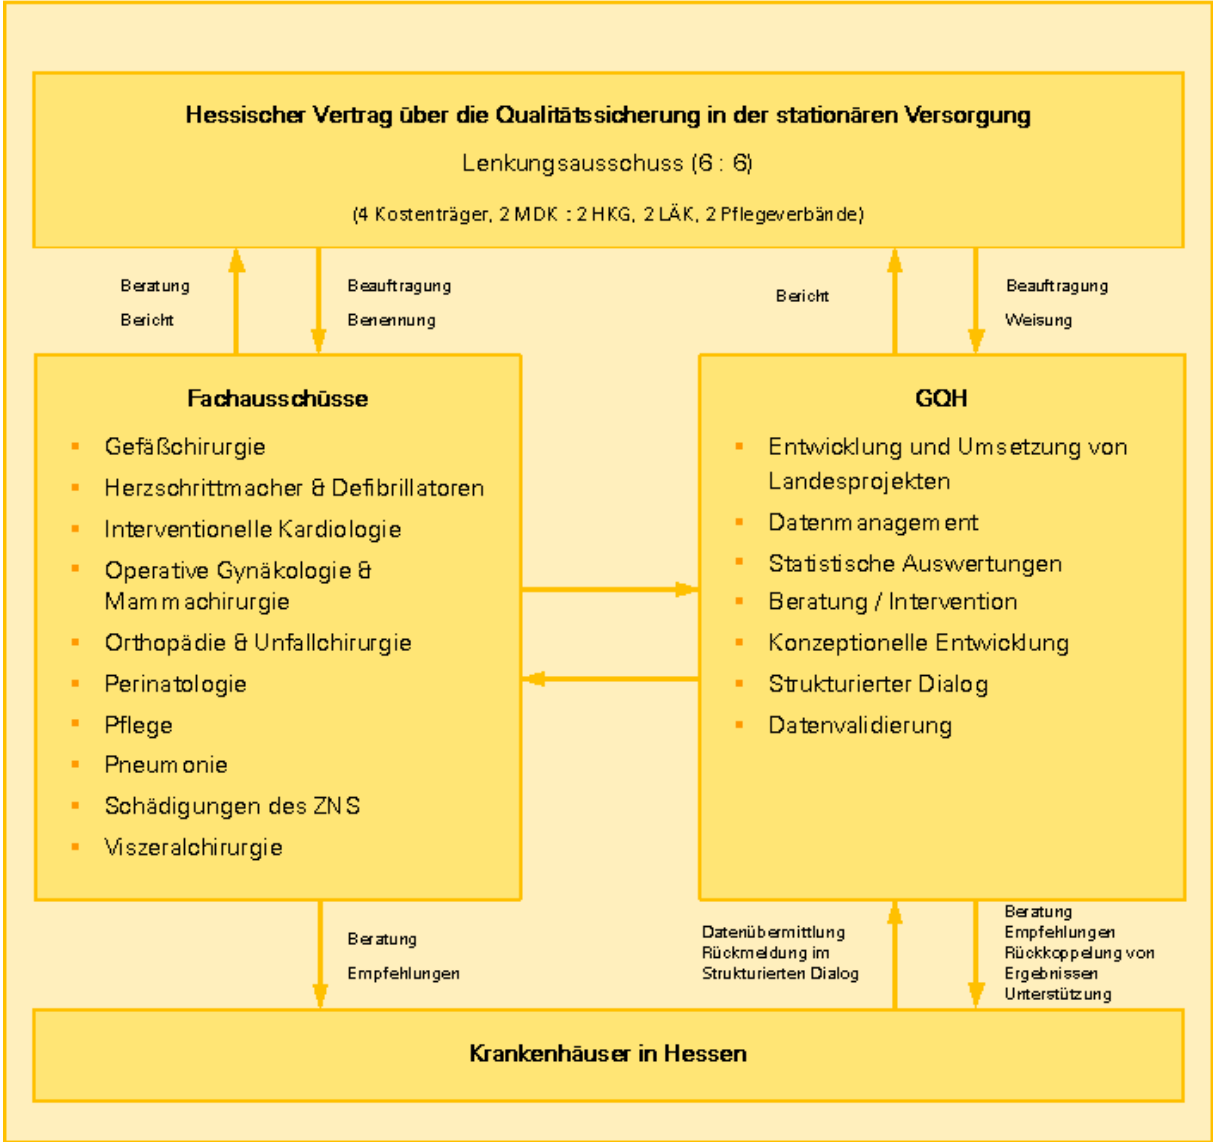 Hessischer Vertrag über die Qualitätssicherung in der stationären Versorgung
Lenkungsausschuss (6 : 6)
(4 Kostenträger, 2 MDK : 2 HKG, 2 LÄK, 2 Pflegeverbände)
Beratung
Bericht
Beauftragung
Benennung
Bericht
Beauftragung
Weisung
Fachausschüsse
▪ Gefäßchirurgie
▪ Herzschrittmacher & Defibrillatoren
▪ Interventionelle Kardiologie
▪ Operative Gynäkologie &
Mammachirurgie
▪ Orthopädie & Unfallchirurgie
▪ Perinatologie
▪ Pflege
▪ Pneumonie
▪ Schädigungen des ZNS
▪ Viszeralchirurgie
GQH
▪ Entwicklung und Umsetzung von
Landesprojekten
▪ Datenmanagement
▪ Statistische Auswertungen
▪ Beratung / Intervention
▪ Konzeptionelle Entwicklung
▪ Strukturierter Dialog
▪ Datenvalidierung
Beratung
Empfehlungen
Datenübermittlung
Rückmeldung im
Strukturierten Dialog
Beratung
Empfehlungen
Rückkoppelung von
Ergebnissen
Unterstützung
Krankenhäuser in Hessen